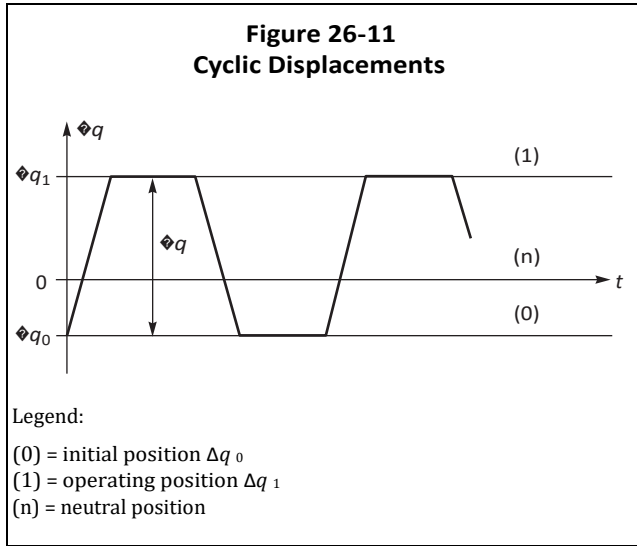 Figure 26-11
Cyclic Displacements
�q
�q₁
(1)
�q
(n)
0
t
(0)
�q₀
Legend:
(0) = initial position Δq ₀
(1) = operating position Δq ₁
(n) = neutral position